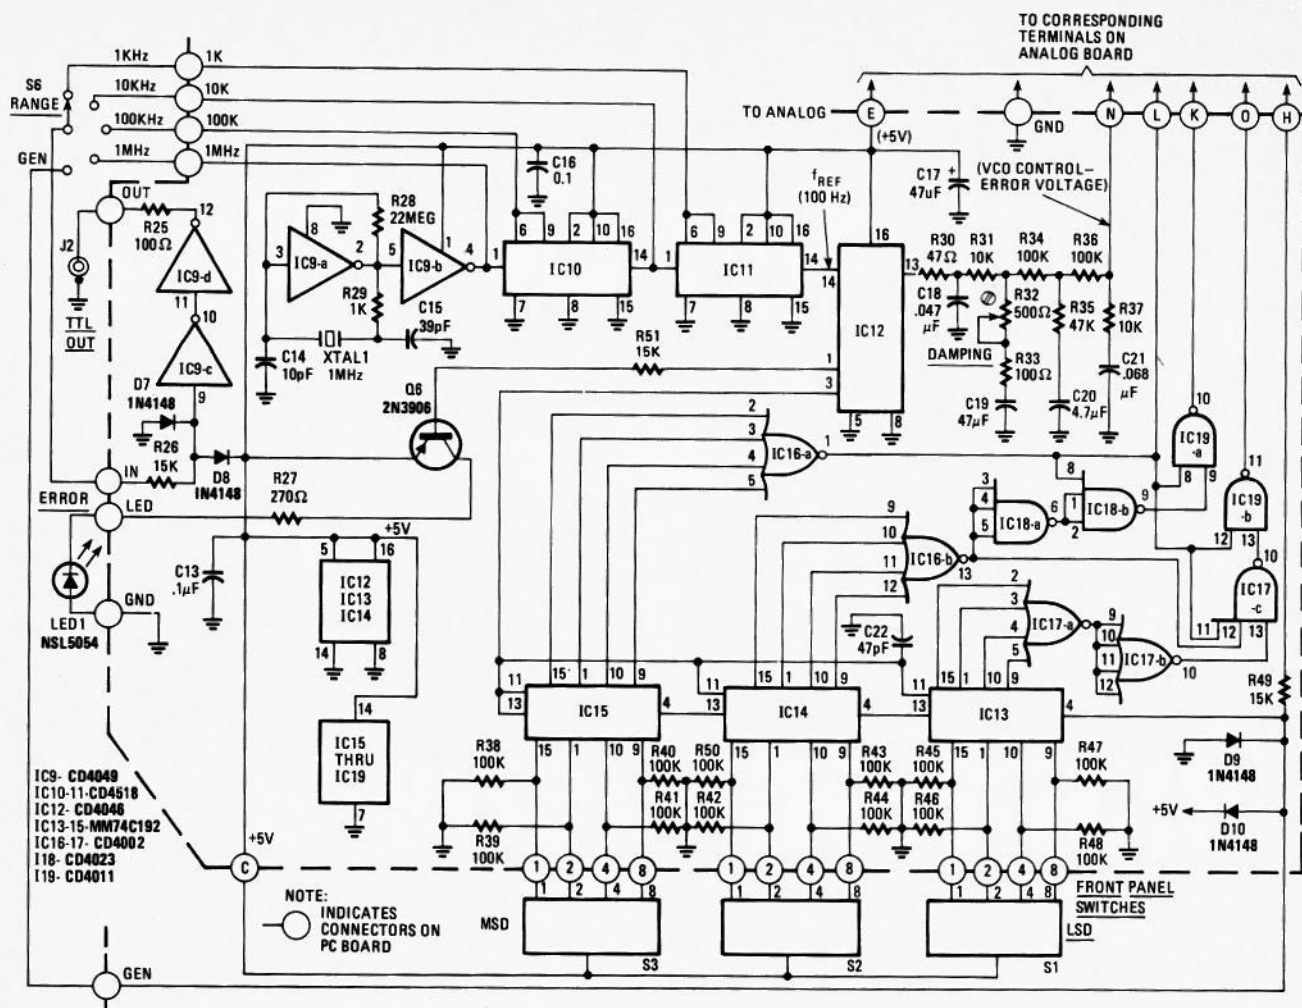 TO CORRESPONDING
TERMINALS ON
ANALOG BOARD
S6
RANGE
1KHz
1K
10KHz
10K
100KHz
100K
GEN
1MHz
1MHz
TO ANALOG
E
(+5V)
GND
N
L
K
O
H
OUT
12
R25
100Ω
J2
TTL
OUT
IC9-d
11
10
IC9-c
9
D7
1N4148
R26
15K
IN
D8
1N4148
ERROR
LED
R27
270Ω
LED1
NSL5054
GND
C13
.1µF
8
3
IC9-a
2
R28
22MEG
5
IC9-b
1
4
R29
1K
C15
39pF
C14
10pF
XTAL1
1MHz
Q6
2N3906
R51
15K
C16
0.1
6
9
2
10
16
1
IC10
14
7
8
15
6
9
2
10
16
1
IC11
14
7
8
15
fREF
(100 Hz)
C17
47uF
+
(VCO CONTROL-
ERROR VOLTAGE)
16
14
13
IC12
1
3
5
8
R30
47Ω
R31
10K
R34
100K
R36
100K
C18
.047
µF
R32
500Ω
R35
47K
R37
10K
DAMPING
R33
100Ω
C21
.068
µF
C19
47µF
C20
4.7µF
2
3
4
5
IC16-a
1
9
10
11
12
IC16-b
13
3
4
5
IC18-a
6
8
1
2
IC18-b
9
10
IC19
-a
8
9
11
IC19
-b
12
13
10
IC17
-c
11
12
13
2
3
4
5
IC17-a
9
10
11
12
IC17-b
10
C22
47pF
+5V
5
16
IC12
IC13
IC14
14
8
14
IC15
THRU
IC19
7
11
13
15
1
10
9
IC15
4
15
1
10
9
11
13
15
1
10
9
IC14
4
15
1
10
9
11
13
15
1
10
9
IC13
4
15
1
10
9
R49
15K
D9
1N4148
+5V
D10
1N4148
R38
100K
R39
100K
R40
100K
R50
100K
R41
100K
R42
100K
R43
100K
R45
100K
R44
100K
R46
100K
R47
100K
R48
100K
IC9- CD4049
IC10-11-CD4518
IC12- CD4046
IC13-15-MM74C192
IC16-17- CD4002
I18- CD4023
I19- CD4011
+5V
C
NOTE:
INDICATES
CONNECTORS ON
PC BOARD
1
2
4
8
1
2
4
8
1
2
4
8
1
2
4
8
1
2
4
8
1
2
4
8
FRONT PANEL
SWITCHES
MSD
LSD
S3
S2
S1
GEN